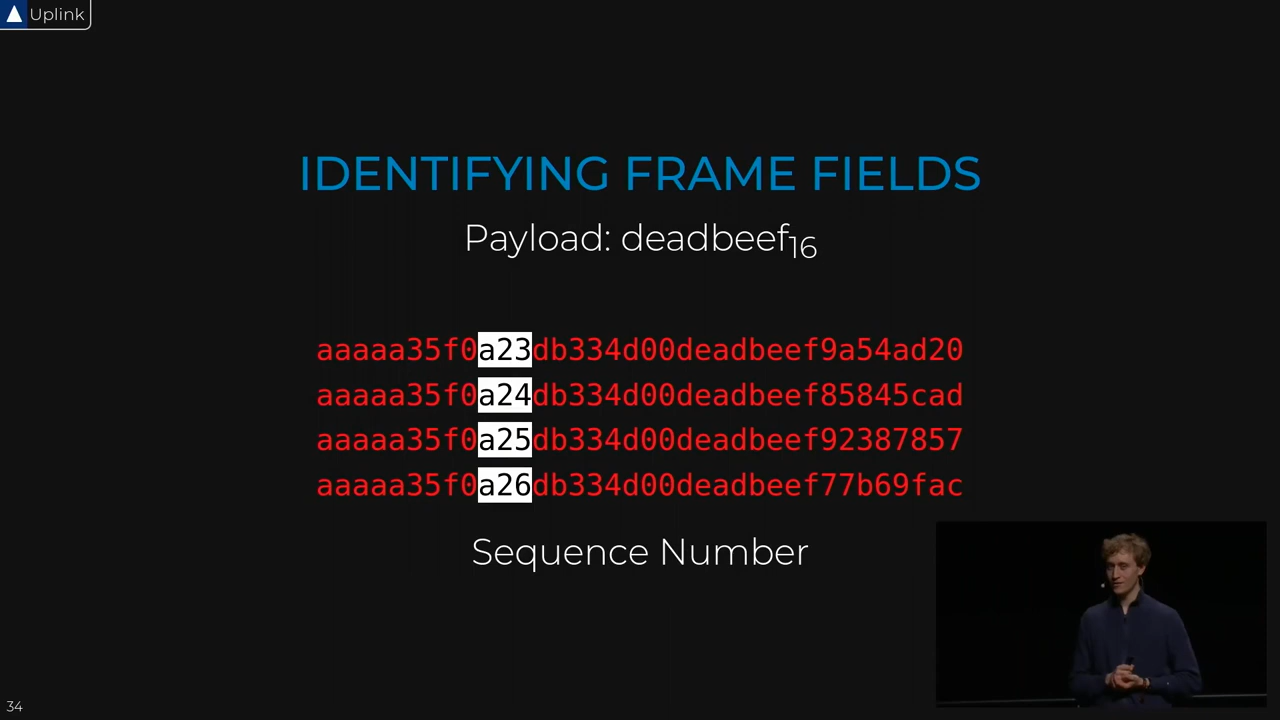 Uplink
IDENTIFYING FRAME FIELDS
Payload: deadbeef16
aaaaa35f0a23db334d00deadbeef9a54ad20
aaaaa35f0a24db334d00deadbeef85845cad
aaaaa35f0a25db334d00deadbeef92387857
aaaaa35f0a26db334d00deadbeef77b69fac
Sequence Number
34